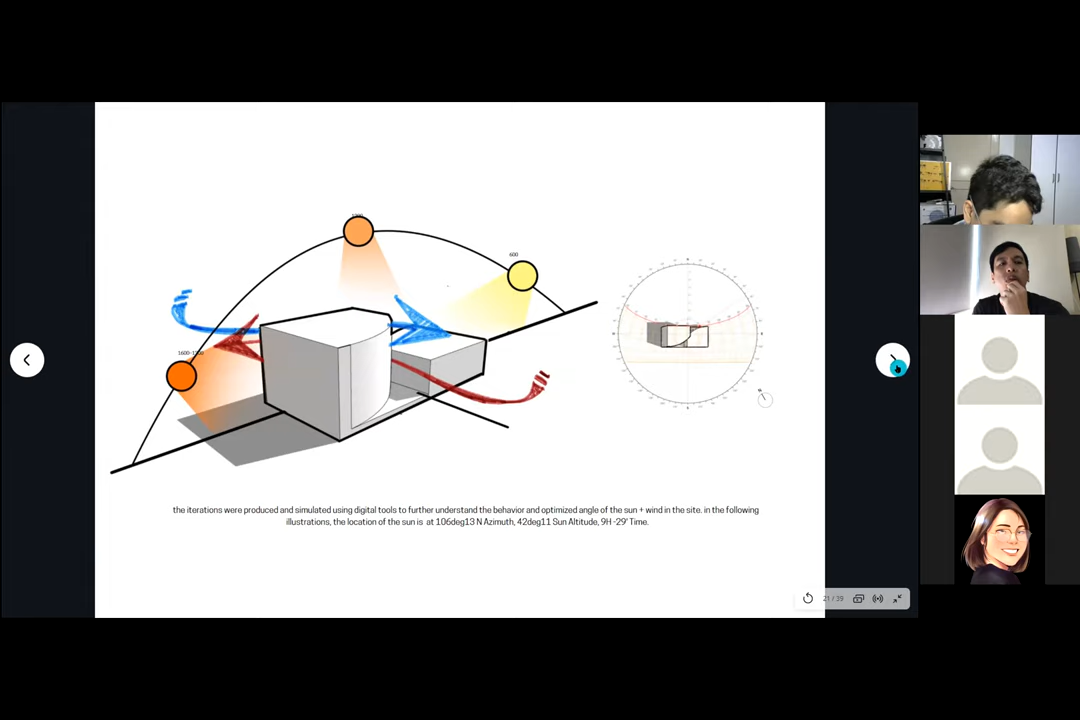 600
the iterations were produced and simulated using digital tools to further understand the behavior and optimized angle of the sun + wind in the site. in the following
illustrations, the location of the sun is at 106deg13 N Azimuth, 42deg11 Sun Altitude, 9H -29' Time.
21 / 39